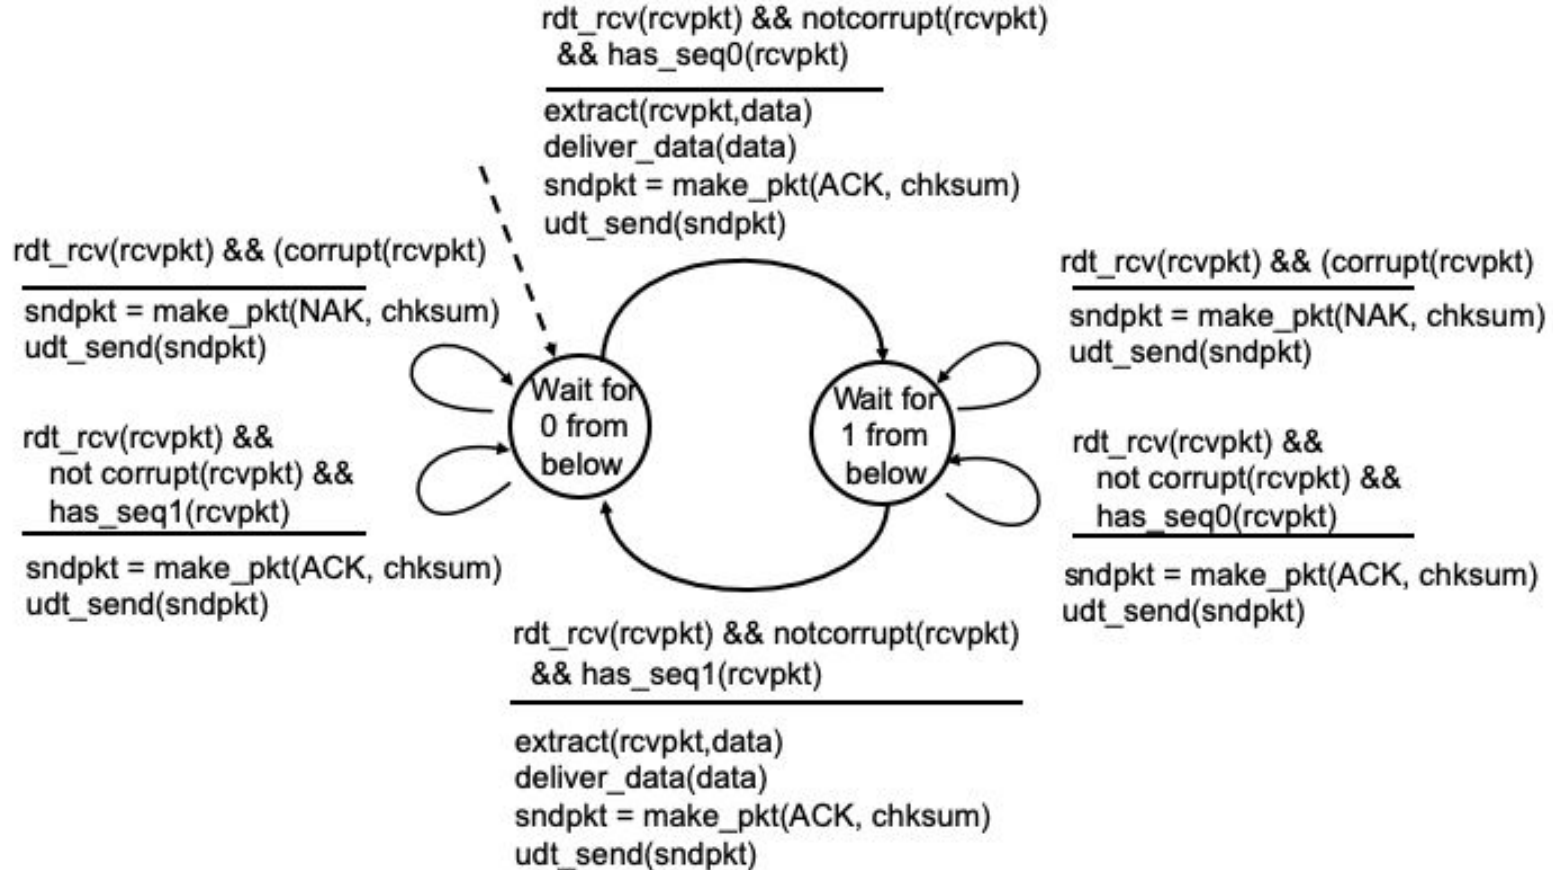 rdt_rcv(rcvpkt) && notcorrupt(rcvpkt)
&& has_seq0(rcvpkt)
extract(rcvpkt,data)
deliver_data(data)
sndpkt = make_pkt(ACK, chksum)
udt_send(sndpkt)
rdt_rcv(rcvpkt) && (corrupt(rcvpkt)
sndpkt = make_pkt(NAK, chksum)
udt_send(sndpkt)
rdt_rcv(rcvpkt) &&
not corrupt(rcvpkt) &&
has_seq1(rcvpkt)
sndpkt = make_pkt(ACK, chksum)
udt_send(sndpkt)
Wait for
0 from
below
Wait for
1 from
below
rdt_rcv(rcvpkt) && (corrupt(rcvpkt)
sndpkt = make_pkt(NAK, chksum)
udt_send(sndpkt)
rdt_rcv(rcvpkt) &&
not corrupt(rcvpkt) &&
has_seq0(rcvpkt)
sndpkt = make_pkt(ACK, chksum)
udt_send(sndpkt)
rdt_rcv(rcvpkt) && notcorrupt(rcvpkt)
&& has_seq1(rcvpkt)
extract(rcvpkt,data)
deliver_data(data)
sndpkt = make_pkt(ACK, chksum)
udt_send(sndpkt)